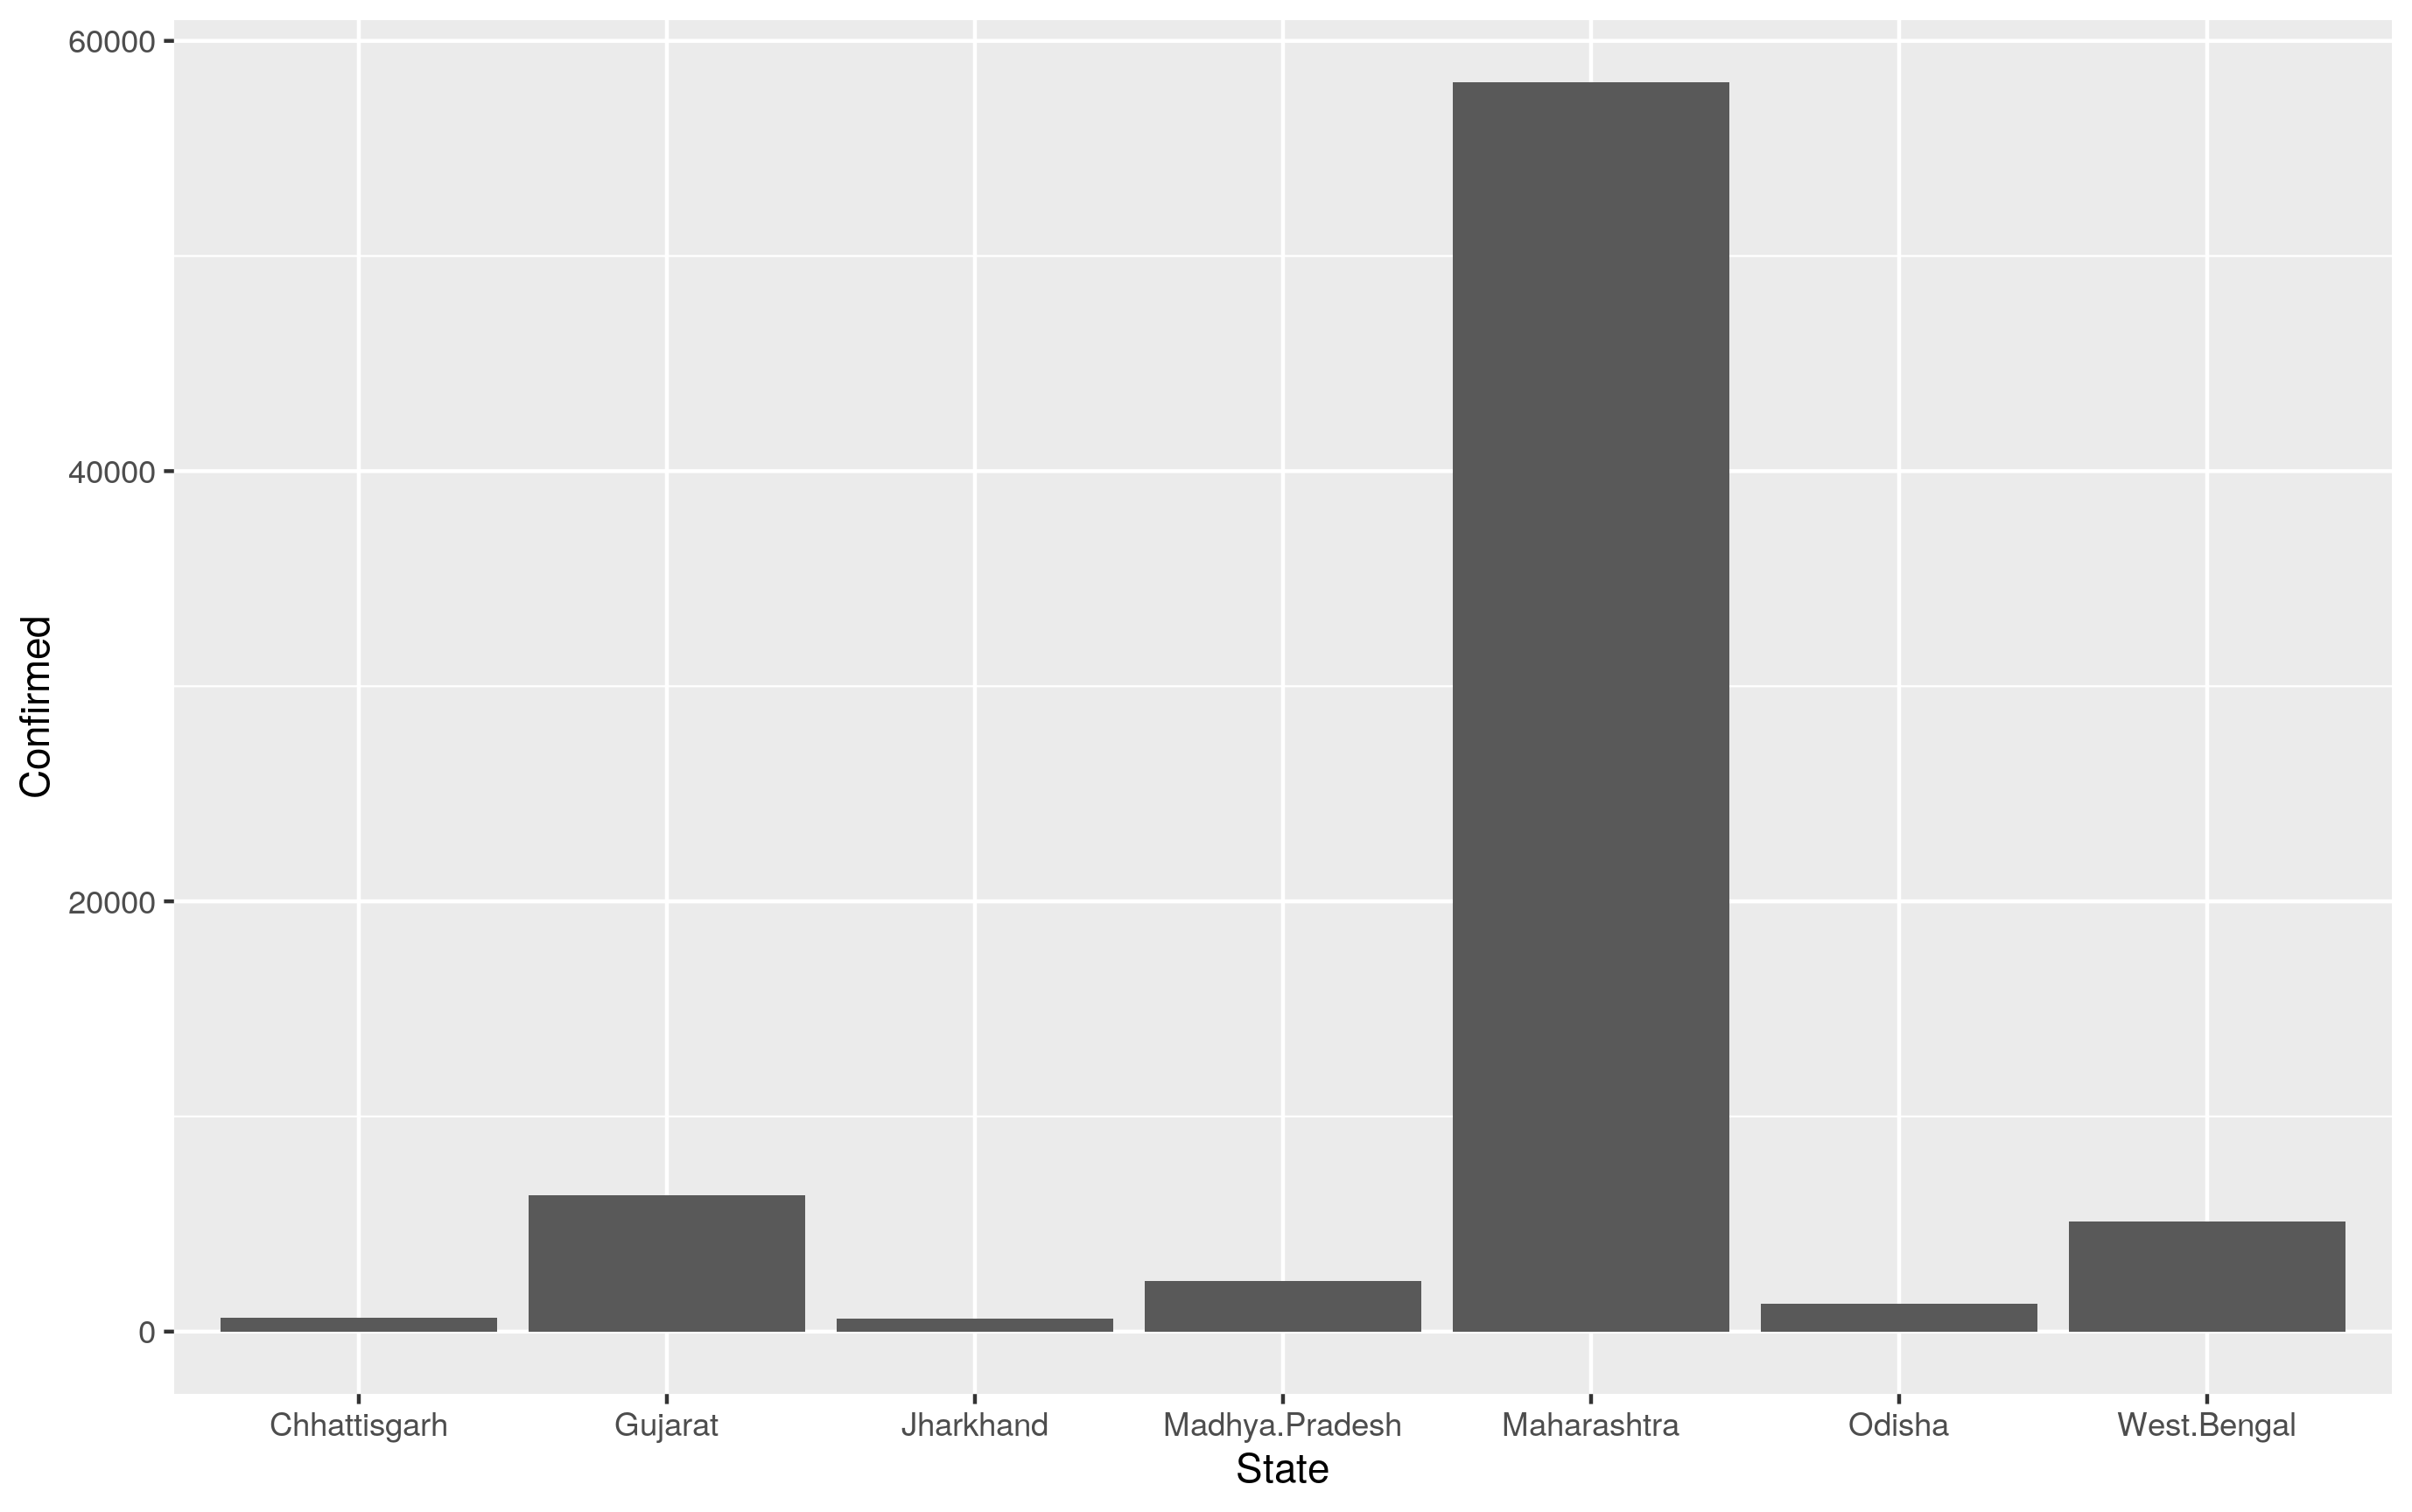 60000
40000
20000
0
Confirmed
Chhattisgarh Gujarat Jharkhand Madhya.Pradesh Maharashtra Odisha West.Bengal
State